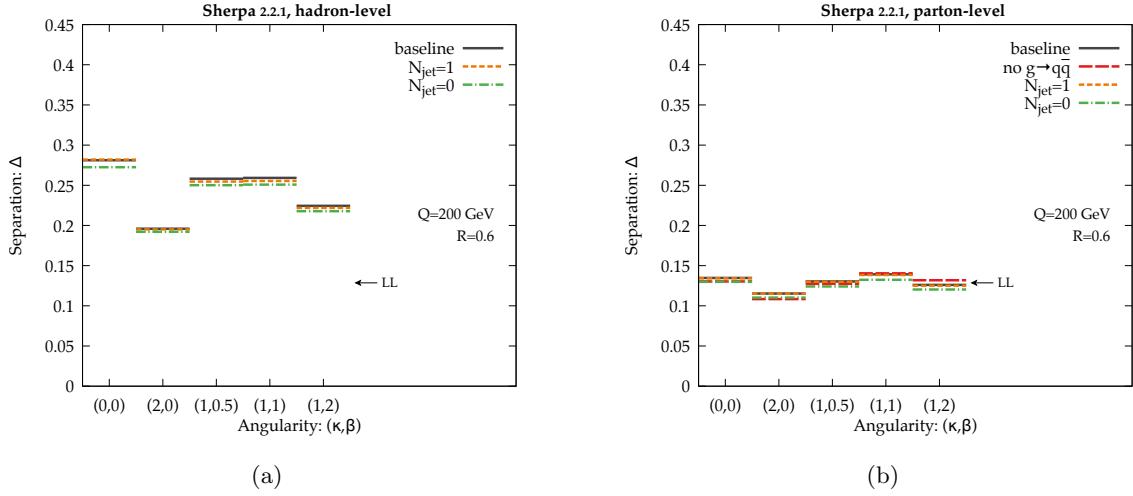 Sherpa 2.2.1, hadron-level
Separation: Δ
0.45
0.4
0.35
0.3
0.25
0.2
0.15
0.1
0.05
0
baseline
N_jet=1
N_jet=0
Q=200 GeV
R=0.6
LL
(0,0) (2,0) (1,0.5) (1,1) (1,2)
Angularity: (κ,β)
(a)
Sherpa 2.2.1, parton-level
Separation: Δ
0.45
0.4
0.35
0.3
0.25
0.2
0.15
0.1
0.05
0
baseline
no g→qq̅
N_jet=1
N_jet=0
Q=200 GeV
R=0.6
LL
(0,0) (2,0) (1,0.5) (1,1) (1,2)
Angularity: (κ,β)
(b)